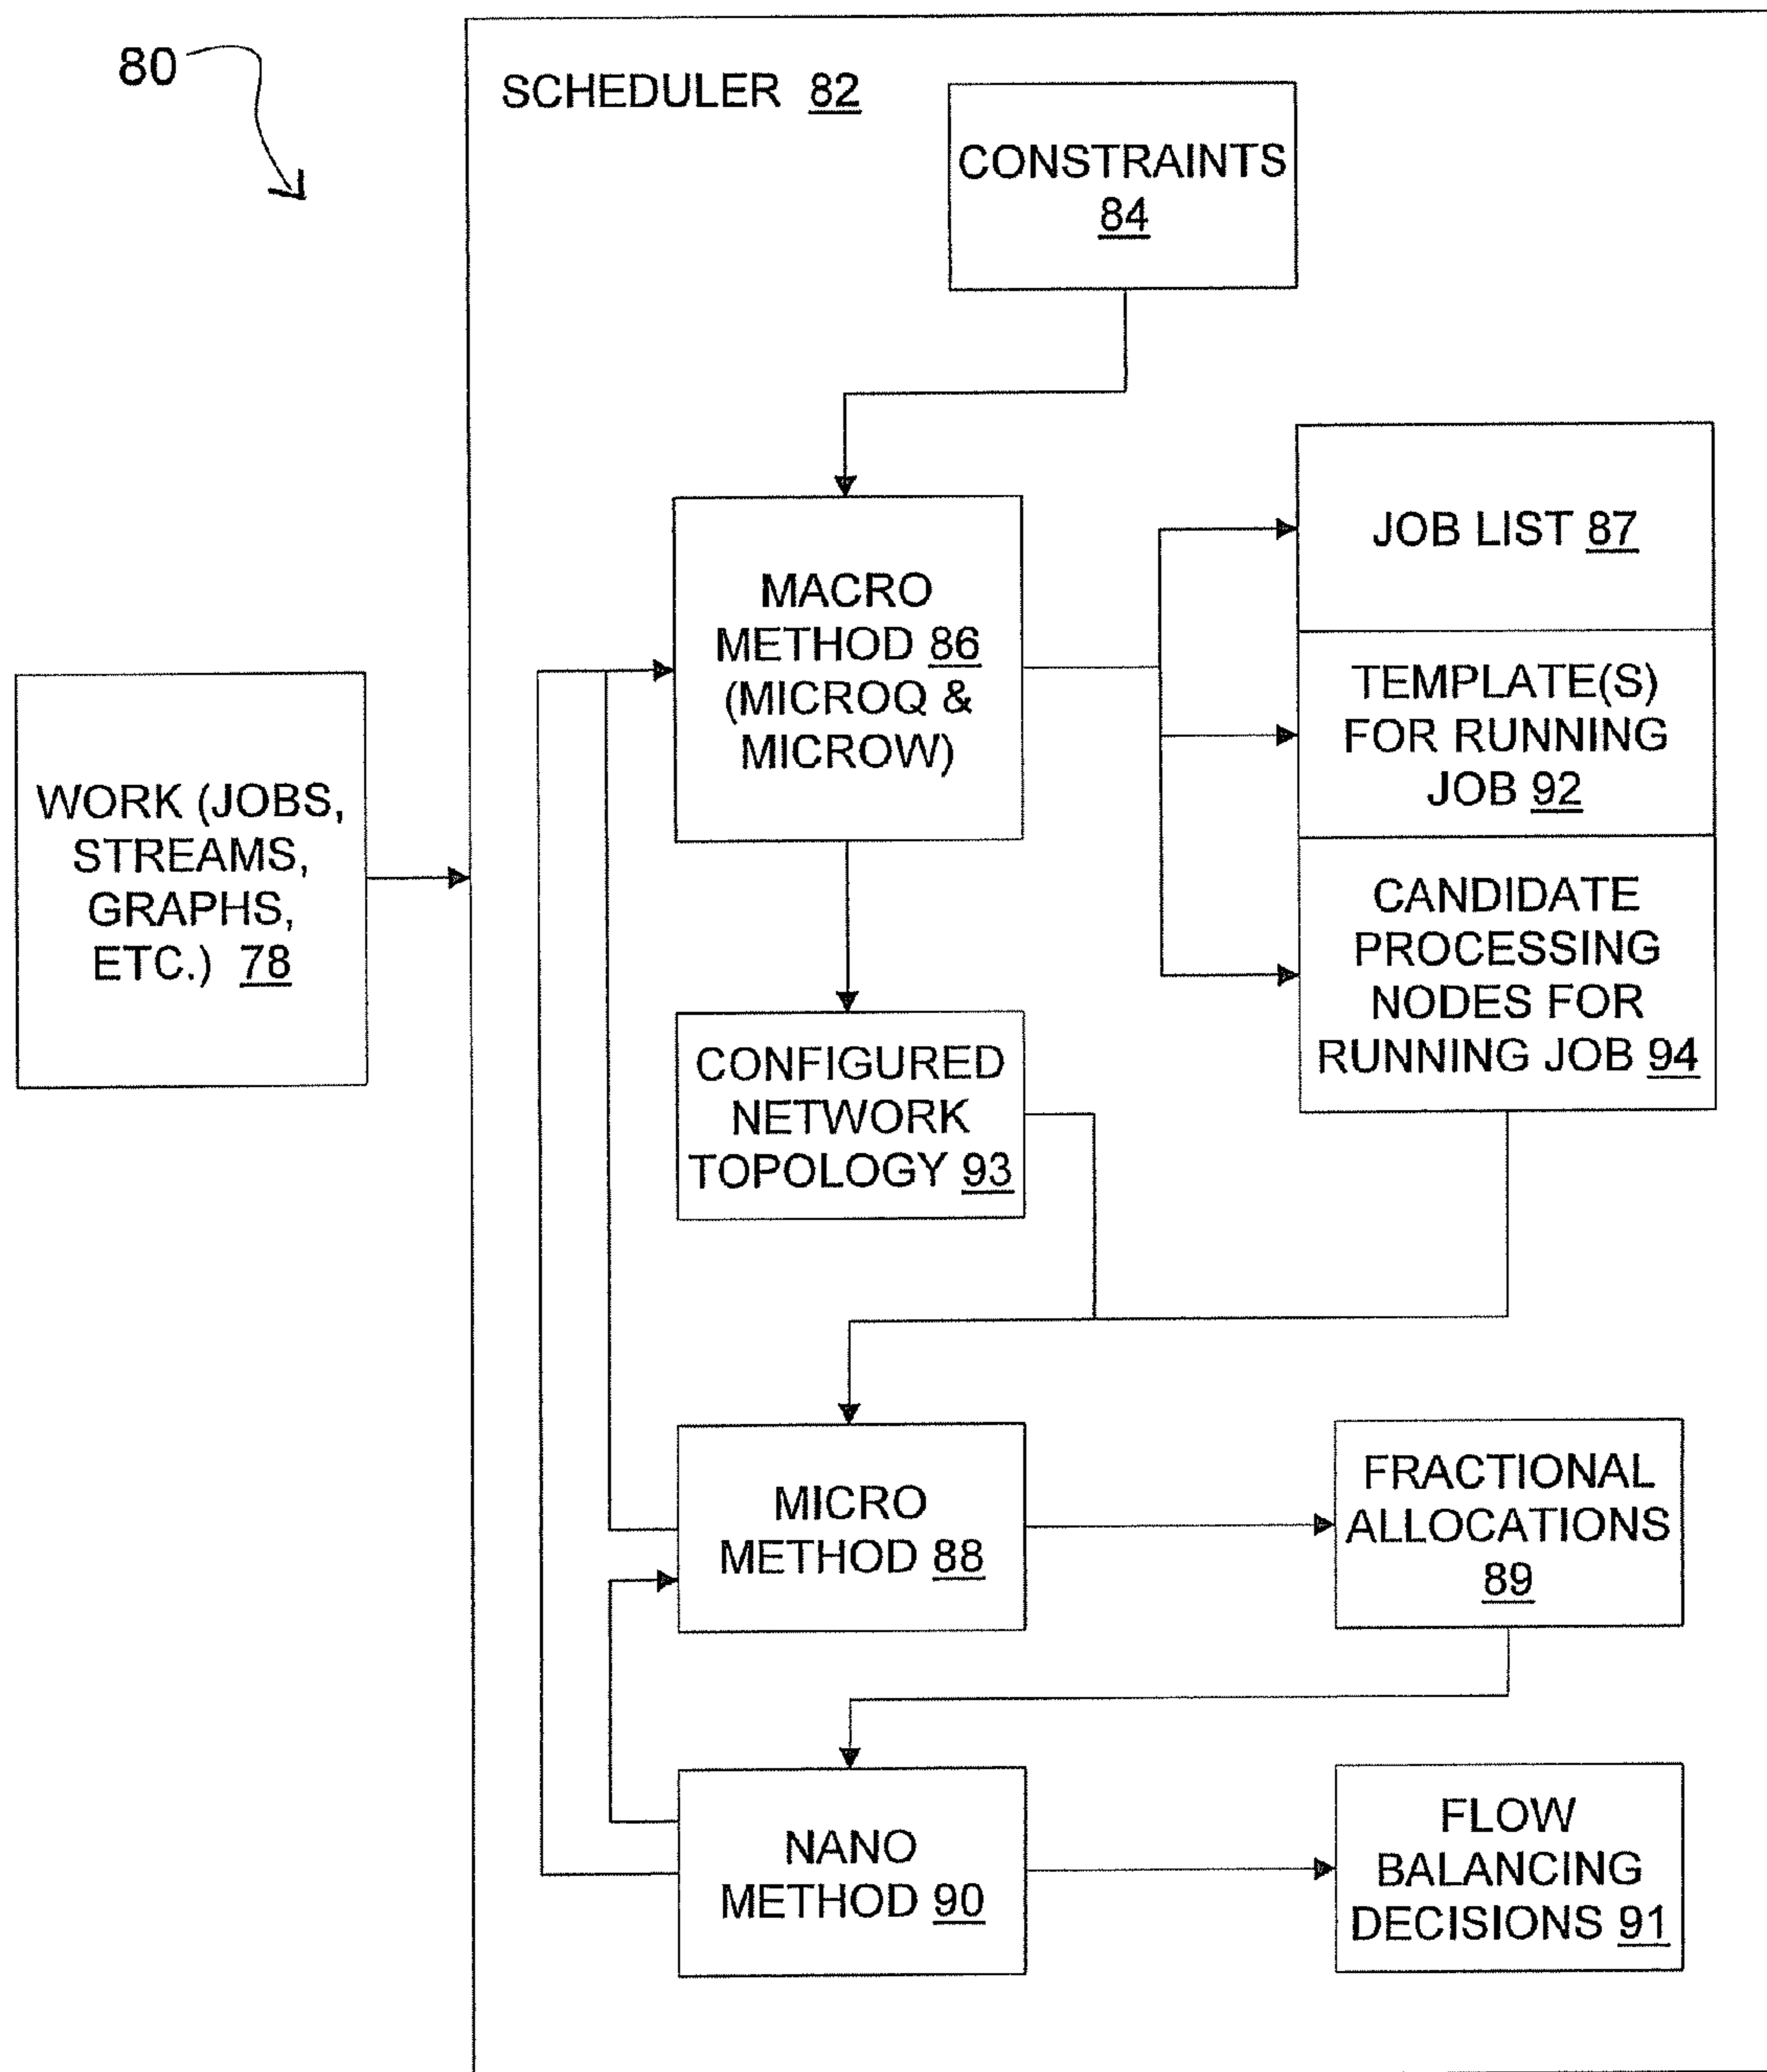 80
SCHEDULER 82
CONSTRAINTS
84
JOB LIST 87
MACRO
METHOD 86
(MICROQ &
MICROW)
TEMPLATE(S)
FOR RUNNING
JOB 92
WORK (JOBS,
STREAMS,
GRAPHS,
ETC.) 78
CANDIDATE
PROCESSING
NODES FOR
RUNNING JOB 94
CONFIGURED
NETWORK
TOPOLOGY 93
MICRO
METHOD 88
FRACTIONAL
ALLOCATIONS
89
NANO
METHOD 90
FLOW
BALANCING
DECISIONS 91